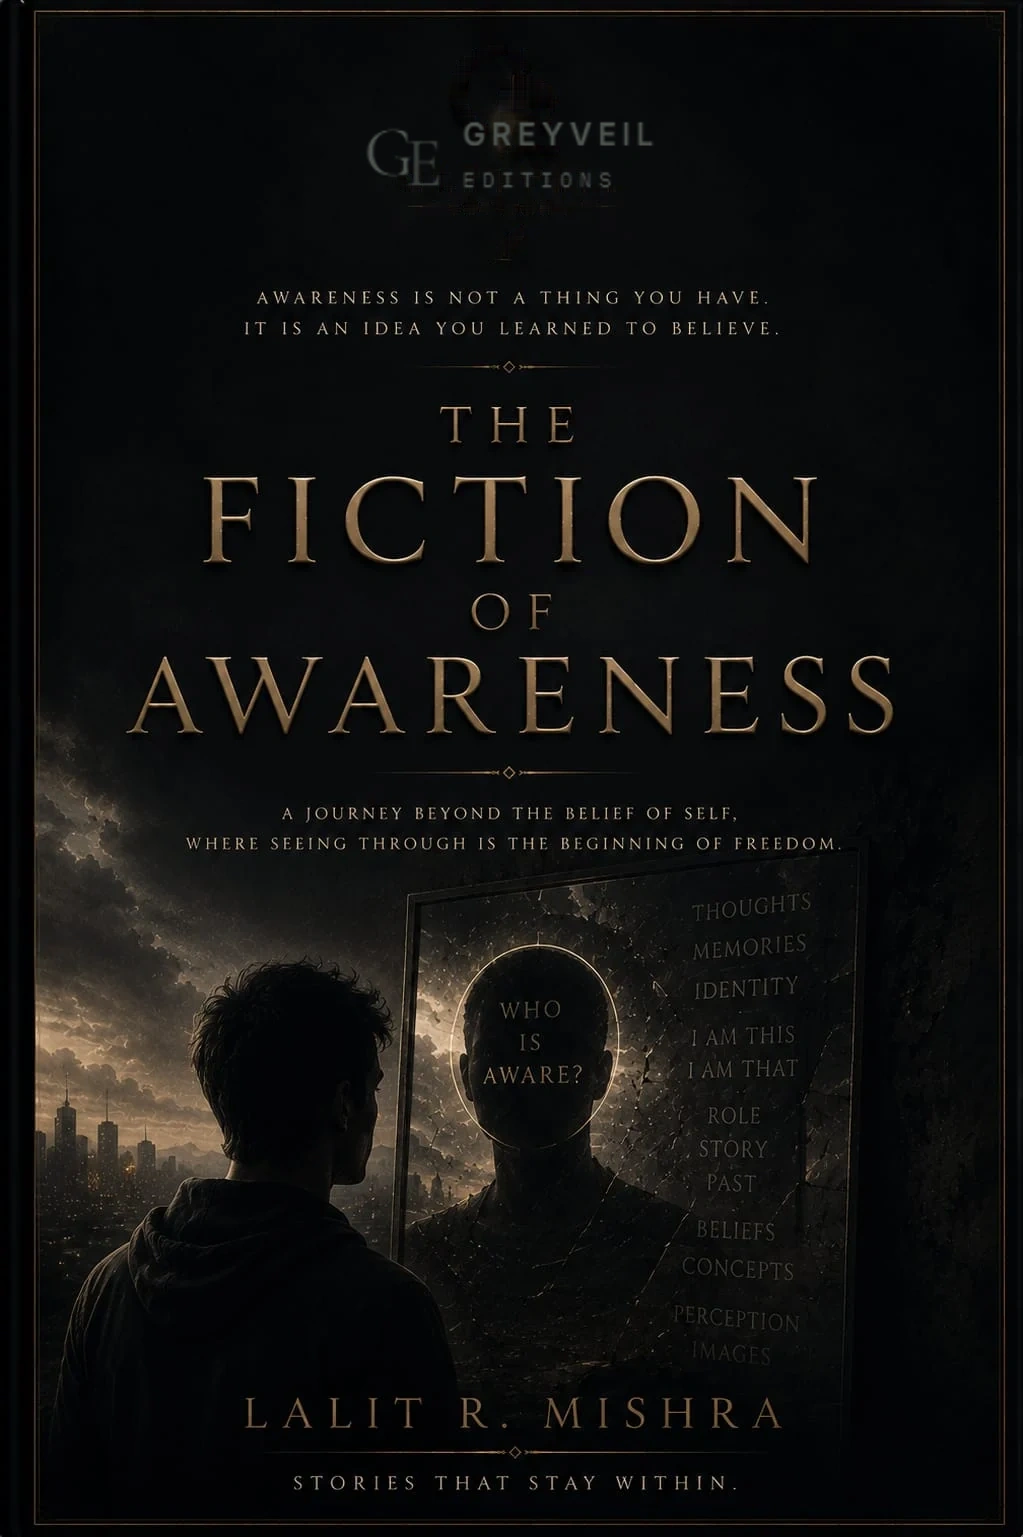 GE GREYVEIL
EDITIONS
AWARENESS IS NOT A THING YOU HAVE.
IT IS AN IDEA YOU LEARNED TO BELIEVE.
THE
FICTION
OF
AWARENESS
A JOURNEY BEYOND THE BELIEF OF SELF,
WHERE SEEING THROUGH IS THE BEGINNING OF FREEDOM.
WHO
IS
AWARE?
THOUGHTS
MEMORIES
IDENTITY
I AM THIS
I AM THAT
ROLE
STORY
PAST
BELIEFS
CONCEPTS
PERCEPTION
IMAGES
LALIT R. MISHRA
STORIES THAT STAY WITHIN.